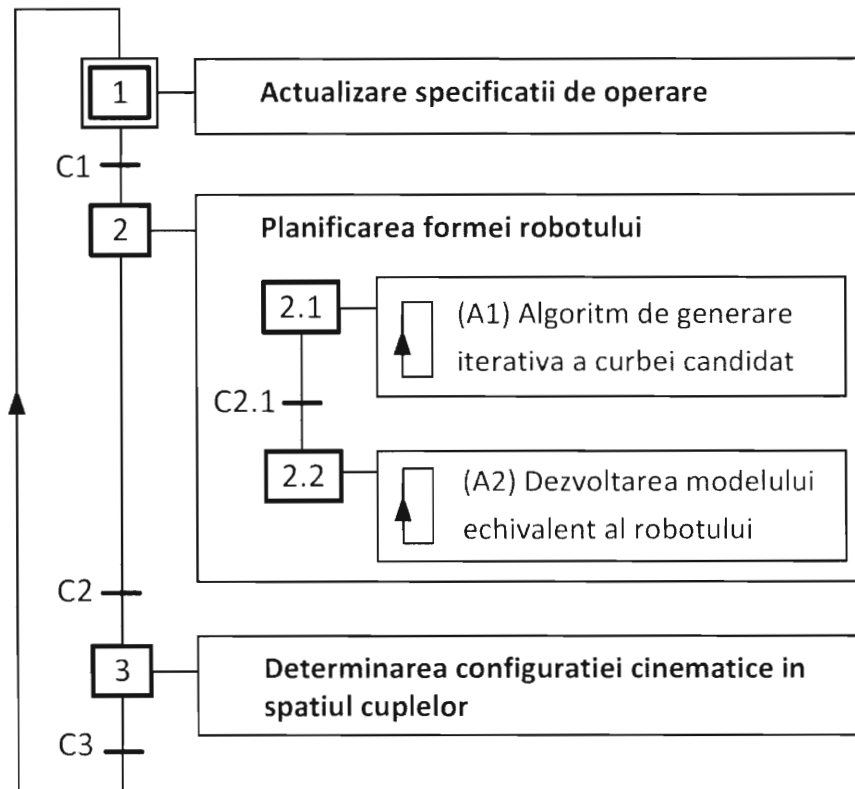 1
Actualizare specificatii de operare
C1
2
Planificarea formei robotului
2.1
(A1) Algoritm de generare
iterativa a curbei candidat
C2.1
2.2
(A2) Dezvoltarea modelului
echivalent al robotului
C2
3
Determinarea configuratiei cinematice in
spatiul cuplelor
C3